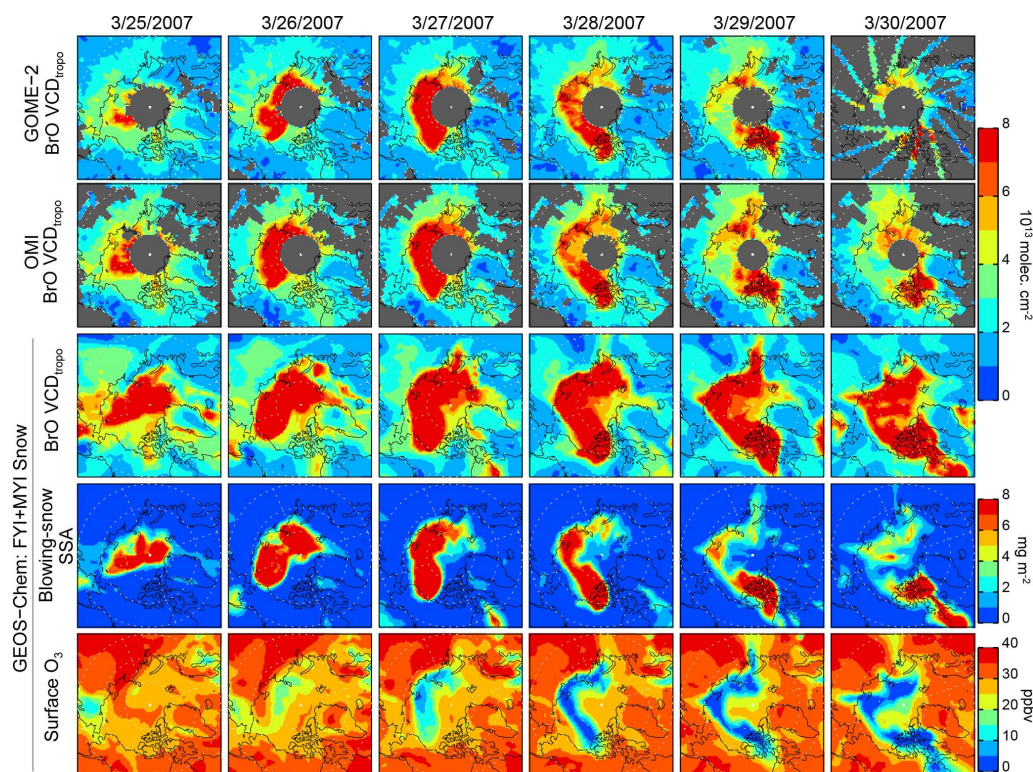 3/25/2007 3/26/2007 3/27/2007 3/28/2007 3/29/2007 3/30/2007
GOME−2
BrO VCDtropo
OMI
BrO VCDtropo
GEOS−Chem: FYI+MYI Snow
BrO VCDtropo
Blowing-snow
SSA
Surface O3
8
6
4
2
0
10¹³ molec. cm⁻²
8
6
4
2
0
mg m⁻²
40
30
20
10
0
ppbv